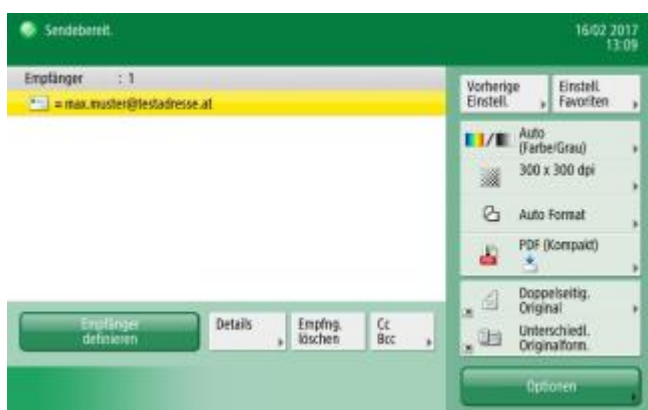 Sendebereit.
16/02 2017
13:09
Empfänger : 1
= max.muster@testadresse.at
Vorherige
Einstell.
Einstell.
Favoriten
Auto
(Farbe/Grau)
300 x 300 dpi
Auto Format
PDF (Kompakt)
Doppelseitig.
Original
Unterschiedl.
Originalform.
Empfänger
definieren
Details
Empfng.
löschen
Cc
Bcc
Optionen